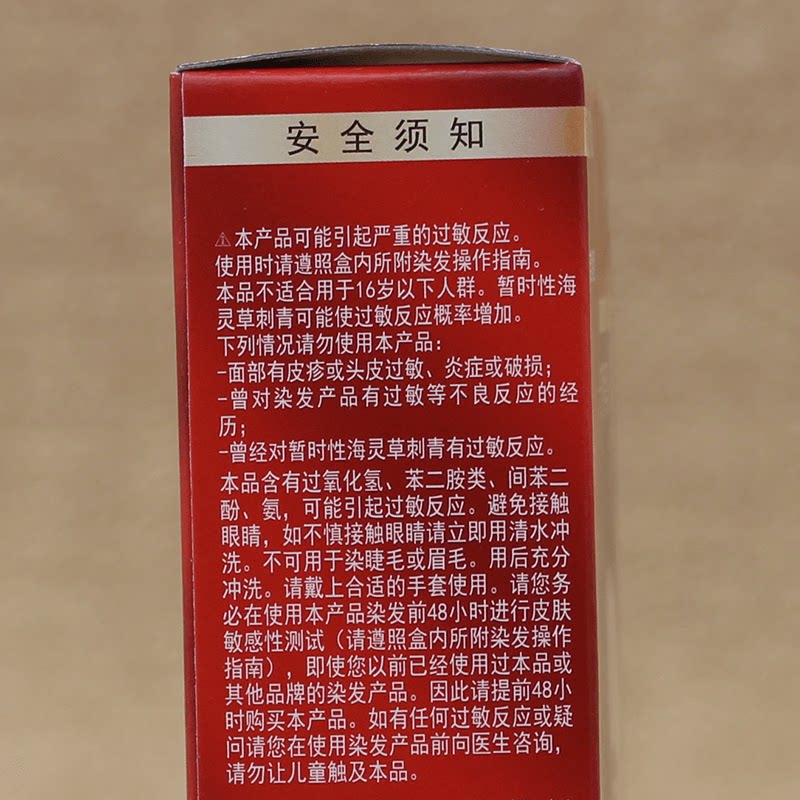 安全须知
⚠本产品可能引起严重的过敏反应。
使用时请遵照盒内所附染发操作指南。
本品不适合用于16岁以下人群。暂时性海
灵草刺青可能使过敏反应概率增加。
下列情况请勿使用本产品:
-面部有皮疹或头皮过敏、炎症或破损;
-曾对染发产品有过敏等不良反应的经
历;
-曾经对暂时性海灵草刺青有过敏反应。
本品含有过氧化氢、苯二胺类、间苯二
酚、氨,可能引起过敏反应。避免接触
眼睛,如不慎接触眼睛请立即用清水冲
洗。不可用于染睫毛或眉毛。用后充分
冲洗。请戴上合适的手套使用。请您务
必在使用本产品染发前48小时进行皮肤
敏感性测试(请遵照盒内所附染发操作
指南),即使您以前已经使用过本品或
其他品牌的染发产品。因此请提前48小
时购买本产品。如有任何过敏反应或疑
问请您在使用染发产品前向医生咨询,
请勿让儿童触及本品。